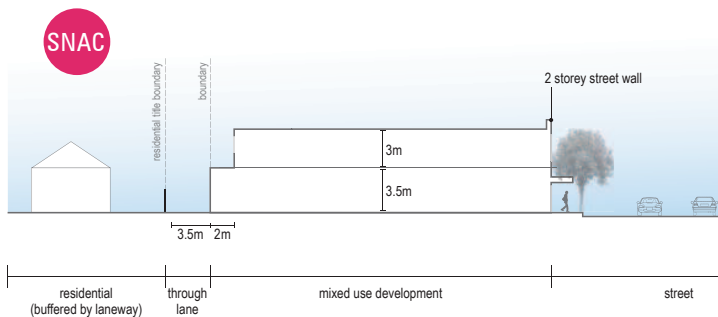 SNAC
residential title boundary
boundary
2 storey street wall
3m
3.5m
3.5m
2m
residential
(buffered by laneway)
through
lane
mixed use development
street